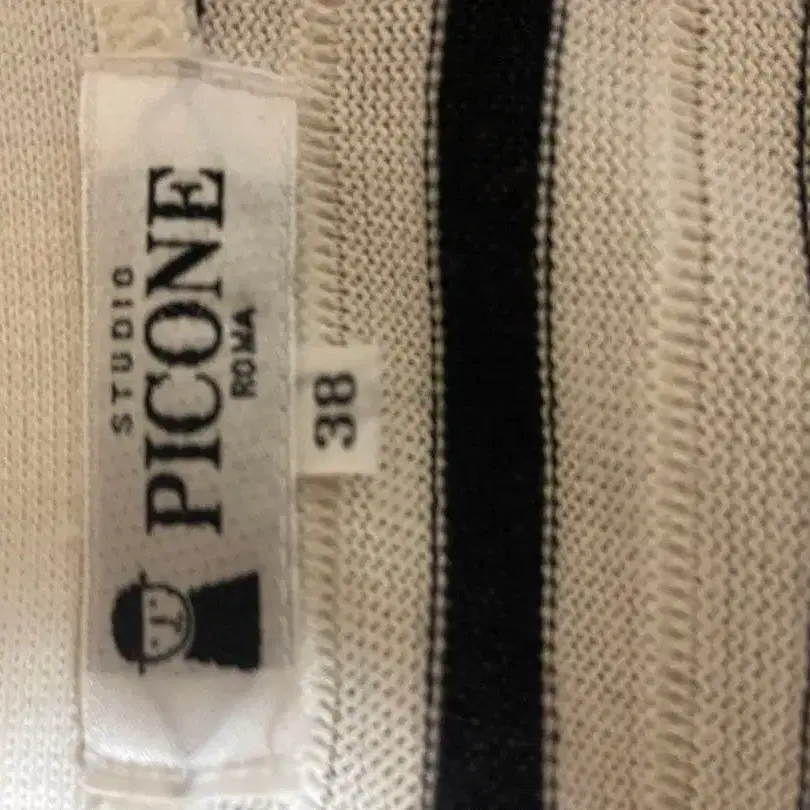 STUDIO
PICONE
ROMA
38